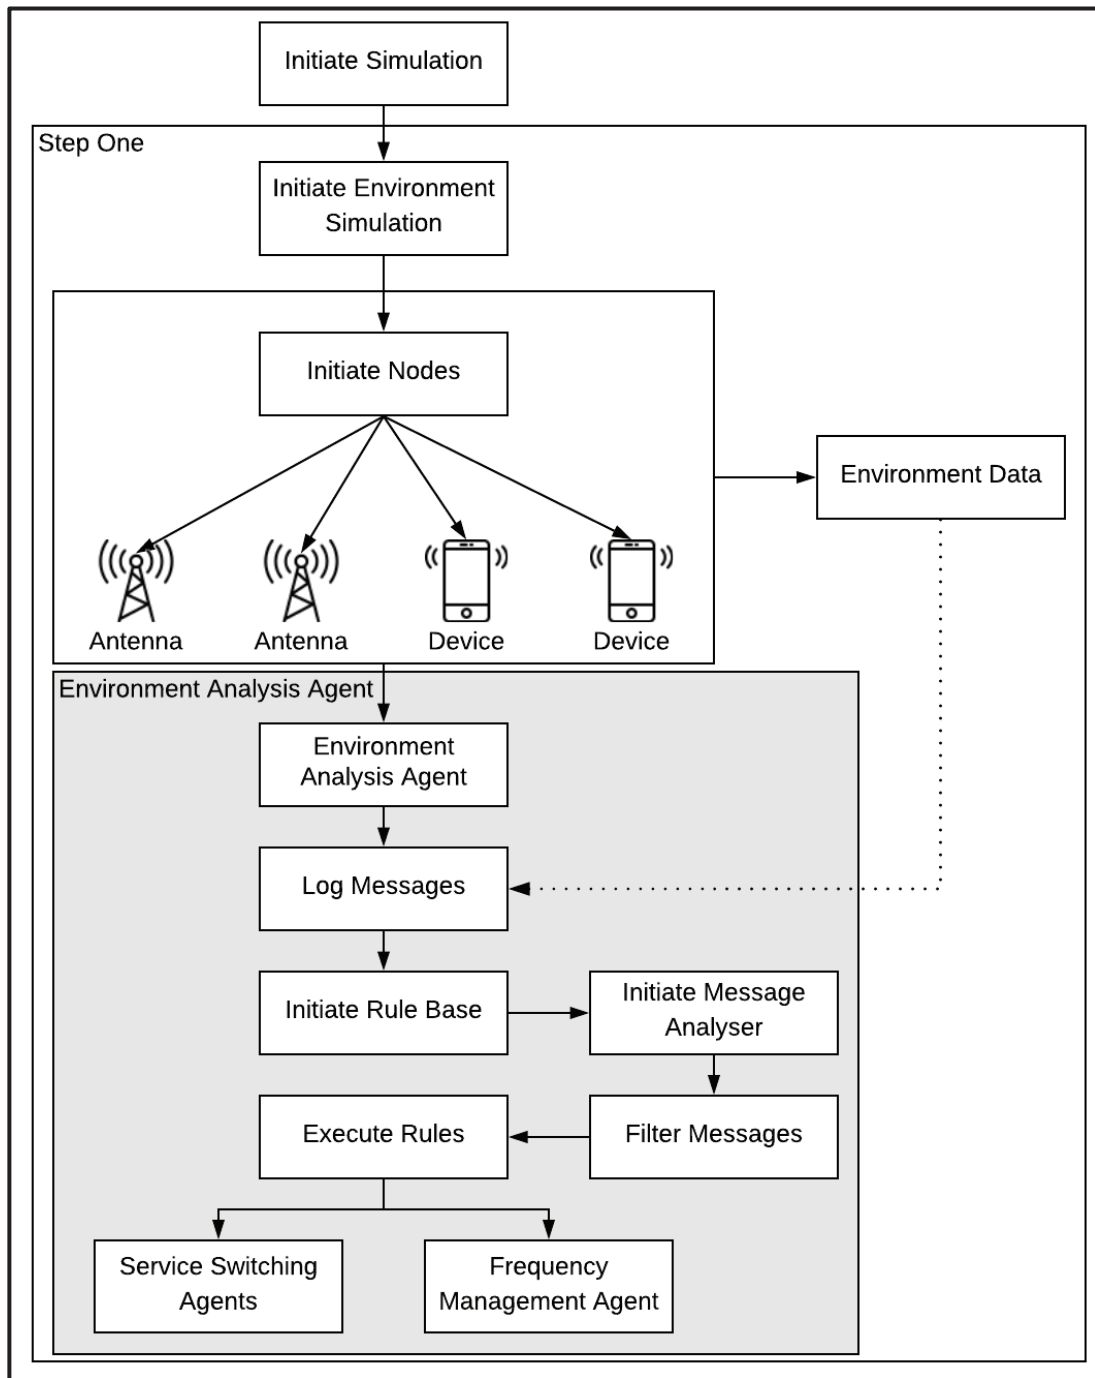 Initiate Simulation
Step One
Initiate Environment
Simulation
Initiate Nodes
Environment Data
Antenna
Antenna
Device
Device
Environment Analysis Agent
Environment
Analysis Agent
Log Messages
Initiate Rule Base
Initiate Message
Analyser
Execute Rules
Filter Messages
Service Switching
Agents
Frequency
Management Agent